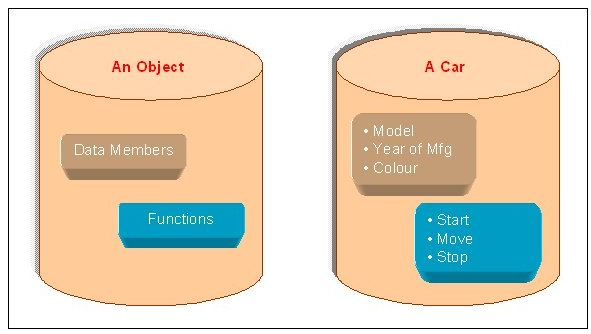 An Object
Data Members
Functions
A Car
• Model
• Year of Mfg
• Colour
• Start
• Move
• Stop